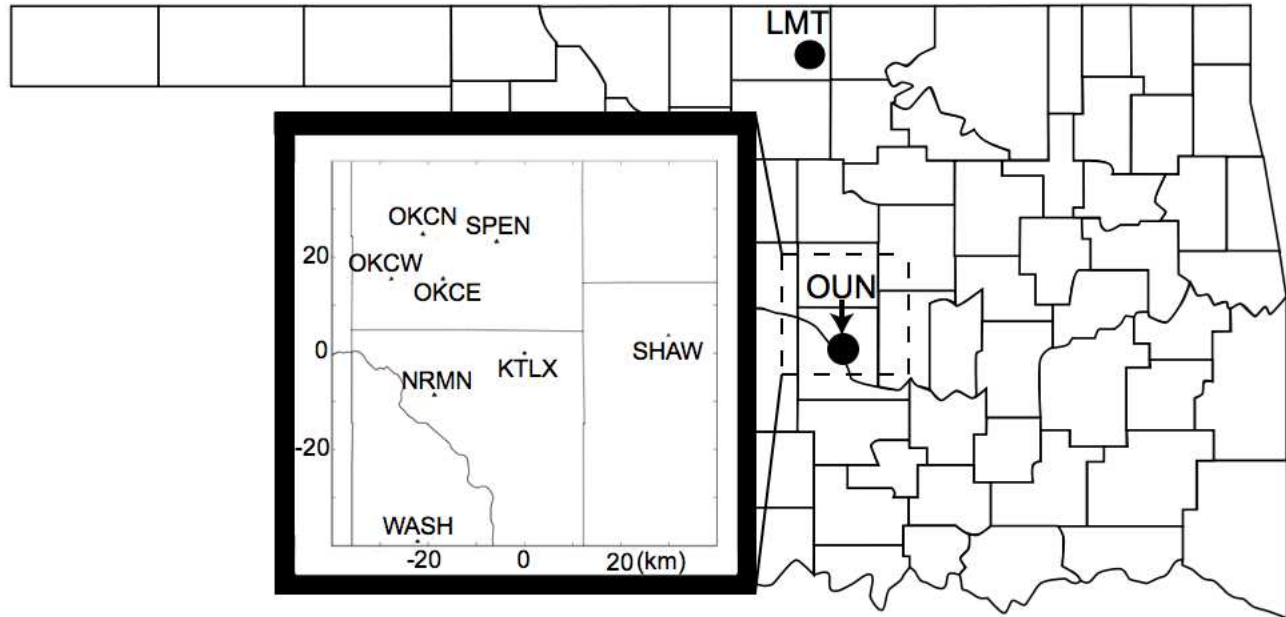 LMT
OKCN
SPEN
20
OKCW
OKCE
OUN
0
KTLX
SHAW
NRMN
-20
WASH
-20
0
20 (km)